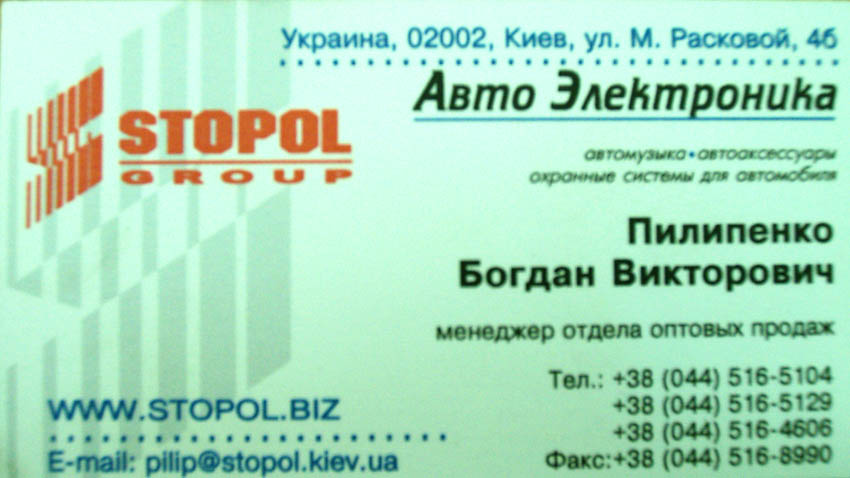 Украина, 02002, Киев, ул. М. Расковой, 4б
STOPOL
GROUP
Авто Электроника
автомузыка•автоаксессуары
охранные системы для автомобиля
Пилипенко
Богдан Викторович
менеджер отдела оптовых продаж
Тел.: +38 (044) 516-5104
+38 (044) 516-5129
+38 (044) 516-4606
Факс:+38 (044) 516-8990
WWW.STOPOL.BIZ
E-mail: pilip@stopol.kiev.ua